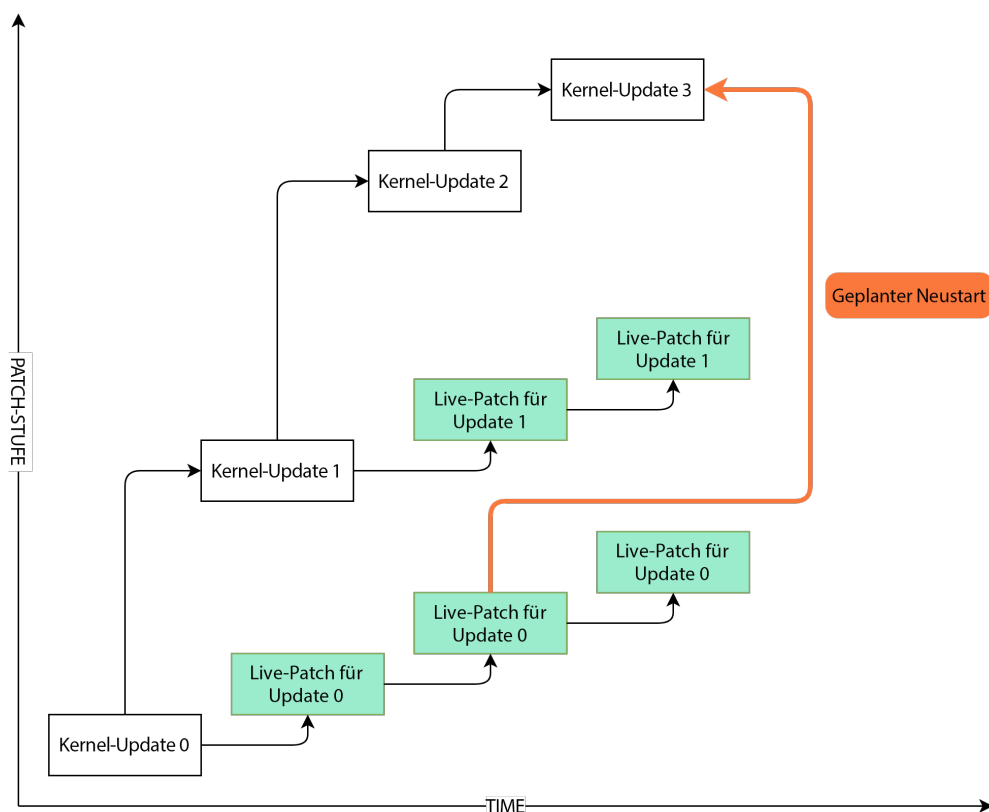 Kernel-Update 3
Kernel-Update 2
Geplanter Neustart
Live-Patch für
Update 1
PATCH-STUFE
Live-Patch für
Update 1
Kernel-Update 1
Live-Patch für
Update 0
Live-Patch für
Update 0
Live-Patch für
Update 0
Kernel-Update 0
TIME